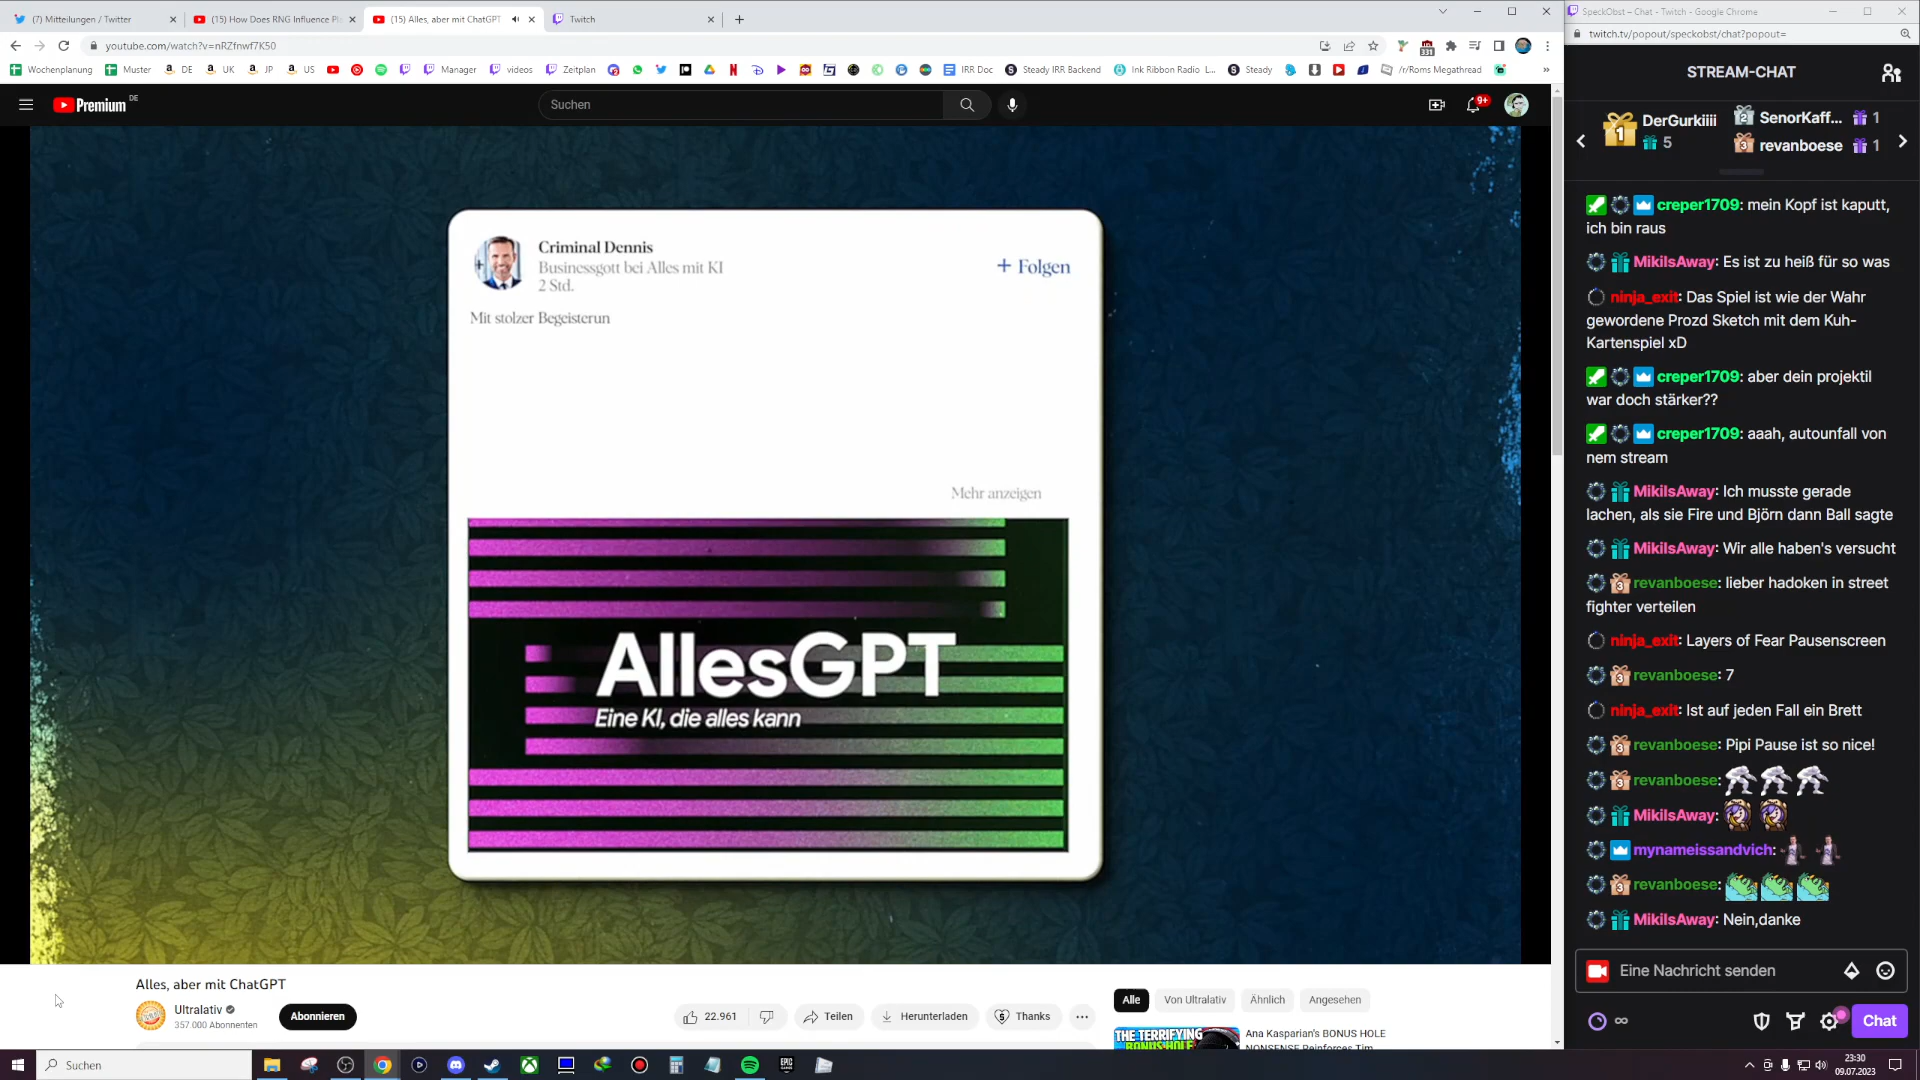 (7) Mitteilungen / Twitter
(15) How Does RNG Influence Pl
(15) Alles, aber mit ChatGPT
Twitch
youtube.com/watch?v=nRZfnwf7K50
Wochenplanung
Muster
DE
UK
JP
US
Manager
videos
Zeitplan
IRR Doc
Steady IRR Backend
Ink Ribbon Radio L...
Steady
/r/Roms Megathread
Premium DE
Suchen
9+
Criminal Dennis
Businessgott bei Alles mit KI
2 Std.
+ Folgen
Mit stolzer Begeisterun
Mehr anzeigen
AllesGPT
Eine KI, die alles kann
Alles, aber mit ChatGPT
Ultralativ
357 000 Abonnenten
Abonnieren
22.961
Teilen
Herunterladen
Thanks
Alle
Von Ultralativ
Ähnlich
Angesehen
THE TERRIFYING
Ana Kasparian's BONUS HOLE
SpeckObst – Chat - Twitch - Google Chrome
twitch.tv/popout/speckobst/chat?popout=
STREAM-CHAT
1
DerGurkiiii
5
2
SenorKaff...
1
3
revanboese
1
creper1709: mein Kopf ist kaputt,
ich bin raus
MikilsAway: Es ist zu heiß für so was
ninja_exit: Das Spiel ist wie der Wahr
gewordene Prozd Sketch mit dem Kuh-
Kartenspiel xD
creper1709: aber dein projektil
war doch stärker??
creper1709: aaah, autounfall von
nem stream
MikilsAway: Ich musste gerade
lachen, als sie Fire und Björn dann Ball sagte
MikilsAway: Wir alle haben's versucht
revanboese: lieber hadoken in street
fighter verteilen
ninja_exit: Layers of Fear Pausenscreen
revanboese: 7
ninja_exit: Ist auf jeden Fall ein Brett
revanboese: Pipi Pause ist so nice!
revanboese:
MikilsAway:
mynameissandvich:
revanboese:
MikilsAway: Nein,danke
Eine Nachricht senden
Chat
Suchen
23:30
09.07.2023